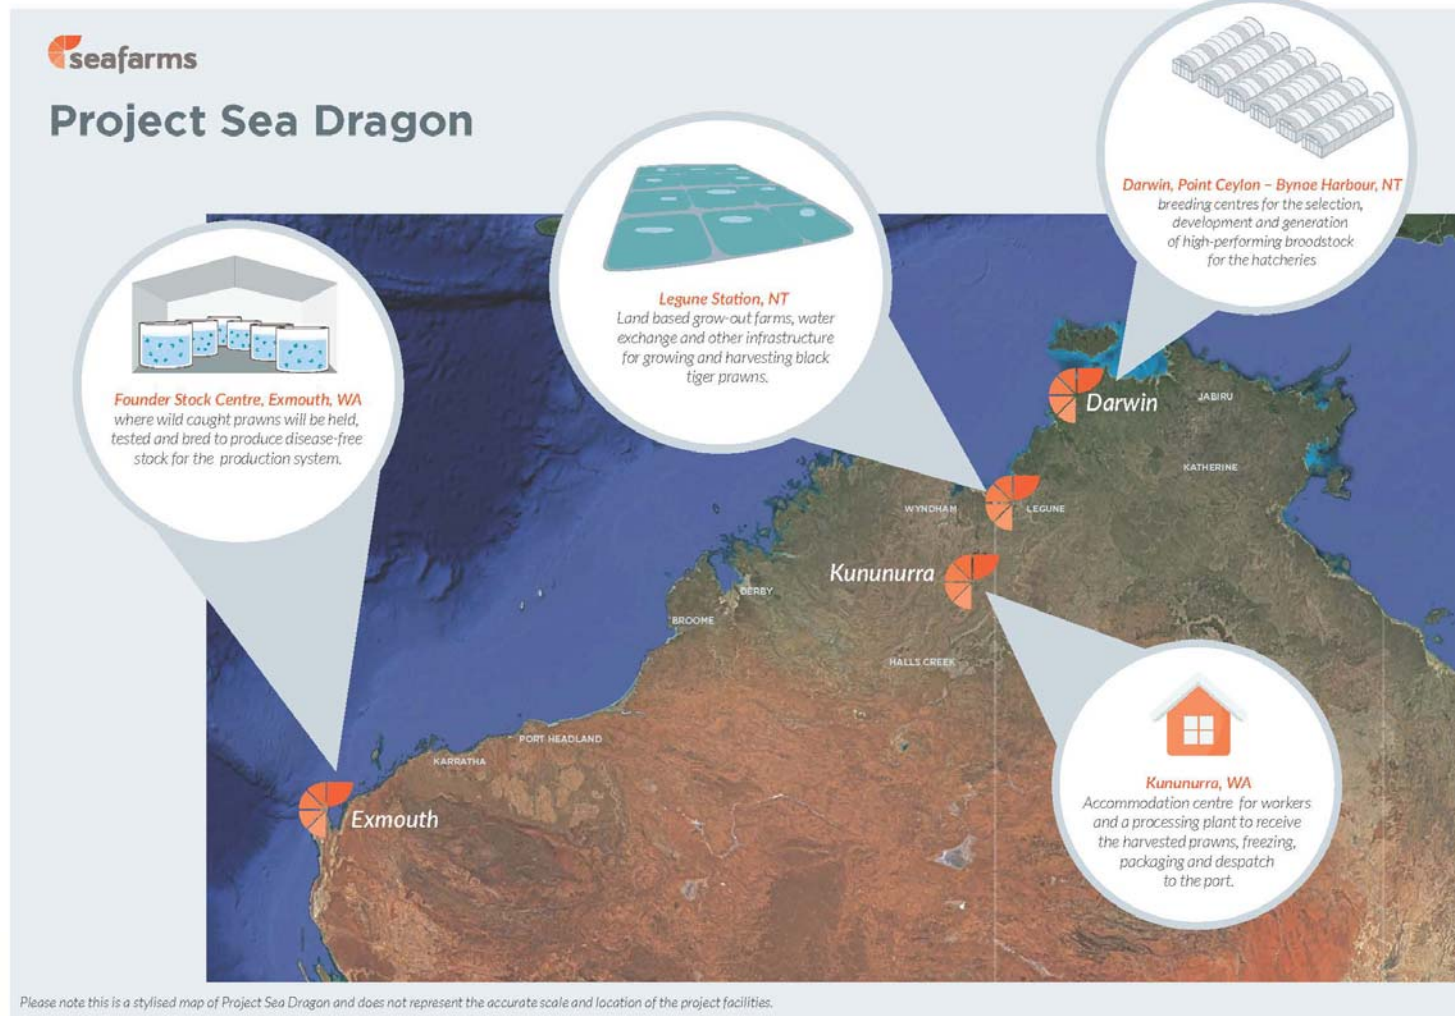 seafarms
Project Sea Dragon
Darwin, Point Ceylon – Bynoe Harbour, NT
breeding centres for the selection,
development and generation
of high-performing broodstock
for the hatcheries
Legune Station, NT
Land based grow-out farms, water
exchange and other infrastructure
for growing and harvesting black
tiger prawns.
Founder Stock Centre, Exmouth, WA
where wild caught prawns will be held,
tested and bred to produce disease-free
stock for the production system.
Darwin
JABIRU
KATHERINE
WYNDHAM
LEGUNE
Kununurra
DERBY
BROOME
HALLS CREEK
PORT HEADLAND
KARRATHA
Exmouth
Kununurra, WA
Accommodation centre for workers
and a processing plant to receive
the harvested prawns, freezing,
packaging and despatch
to the port.
Please note this is a stylised map of Project Sea Dragon and does not represent the accurate scale and location of the project facilities.